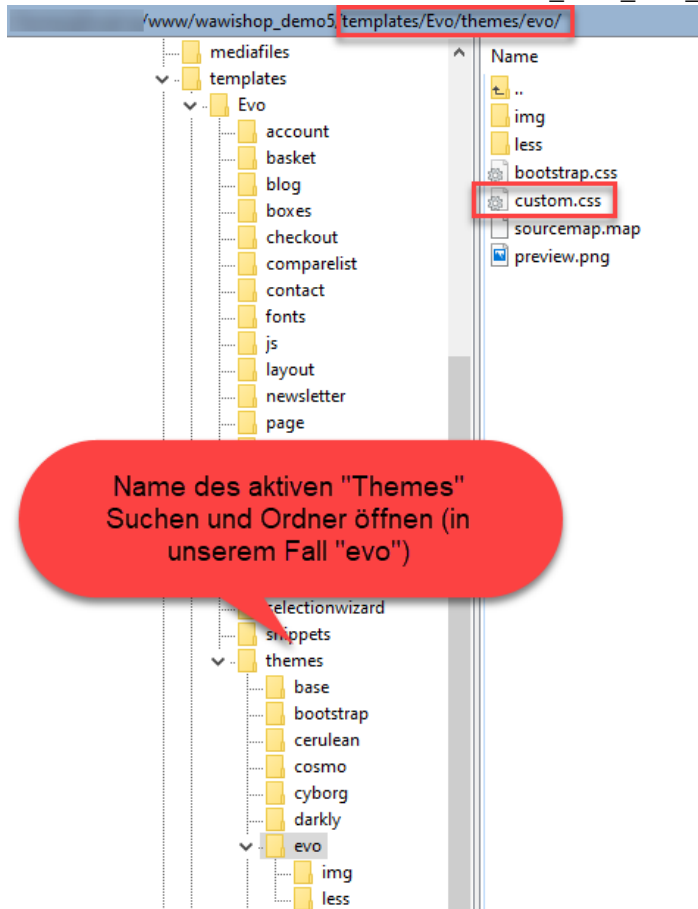 /www/wawishop_demo5/templates/Evo/themes/evo/
mediafiles
templates
Evo
account
basket
blog
boxes
checkout
comparelist
contact
fonts
js
layout
newsletter
page
Name des aktiven "Themes"
Suchen und Ordner öffnen (in
unserem Fall "evo")
selectionwizard
snippets
themes
base
bootstrap
cerulean
cosmo
cyborg
darkly
evo
img
less
Name
..
img
less
bootstrap.css
custom.css
sourcemap.map
preview.png